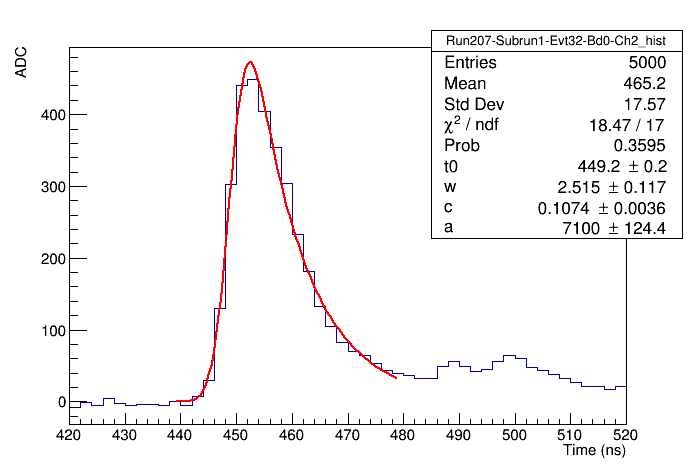 Run207-Subrun1-Evt32-Bd0-Ch2_hist
Entries 5000
Mean 465.2
Std Dev 17.57
χ² / ndf 18.47 / 17
Prob 0.3595
t0 449.2 ± 0.2
w 2.515 ± 0.117
c 0.1074 ± 0.0036
a 7100 ± 124.4
ADC
400
300
200
100
0
420 430 440 450 460 470 480 490 500 510 520
Time (ns)